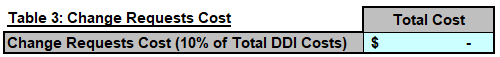 Table 3: Change Requests Cost Total Cost
Change Requests Cost (10% of Total DDI Costs) $ -